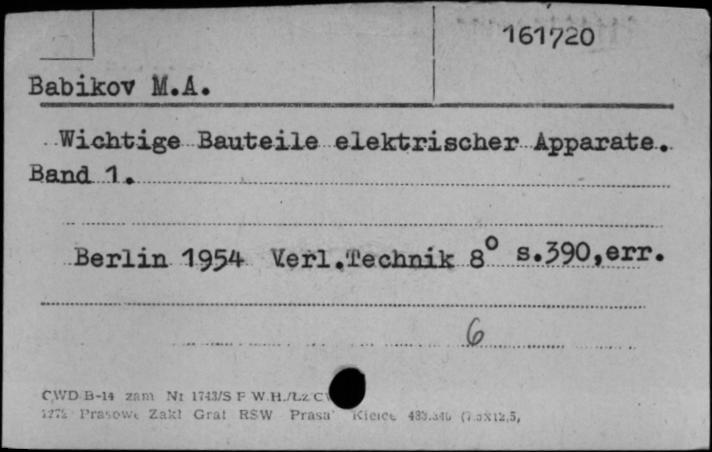 161720
Babikov M.A.
Wichtige Bauteile elektrischer Apparate.
Band 1.
Berlin 1954 Verl.Technik 8° s.390,err.
6
CWD B-14 zam Nr 1743/S F W.H./Łz
Prasowe Zakł Graf RSW Prasa Kielce